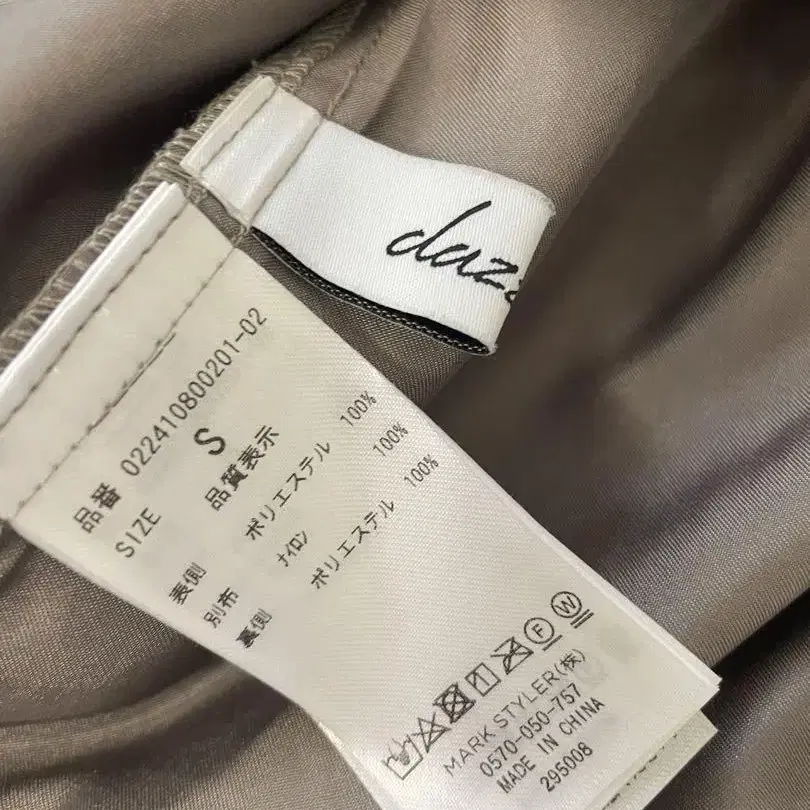 daz
品番 022410800201-02
SIZE S
品質表示
表側 ポリエステル 100%
別布 ナイロン 100%
裏側 ポリエステル 100%
MARK STYLER(株)
0570-050-757
MADE IN CHINA
295008